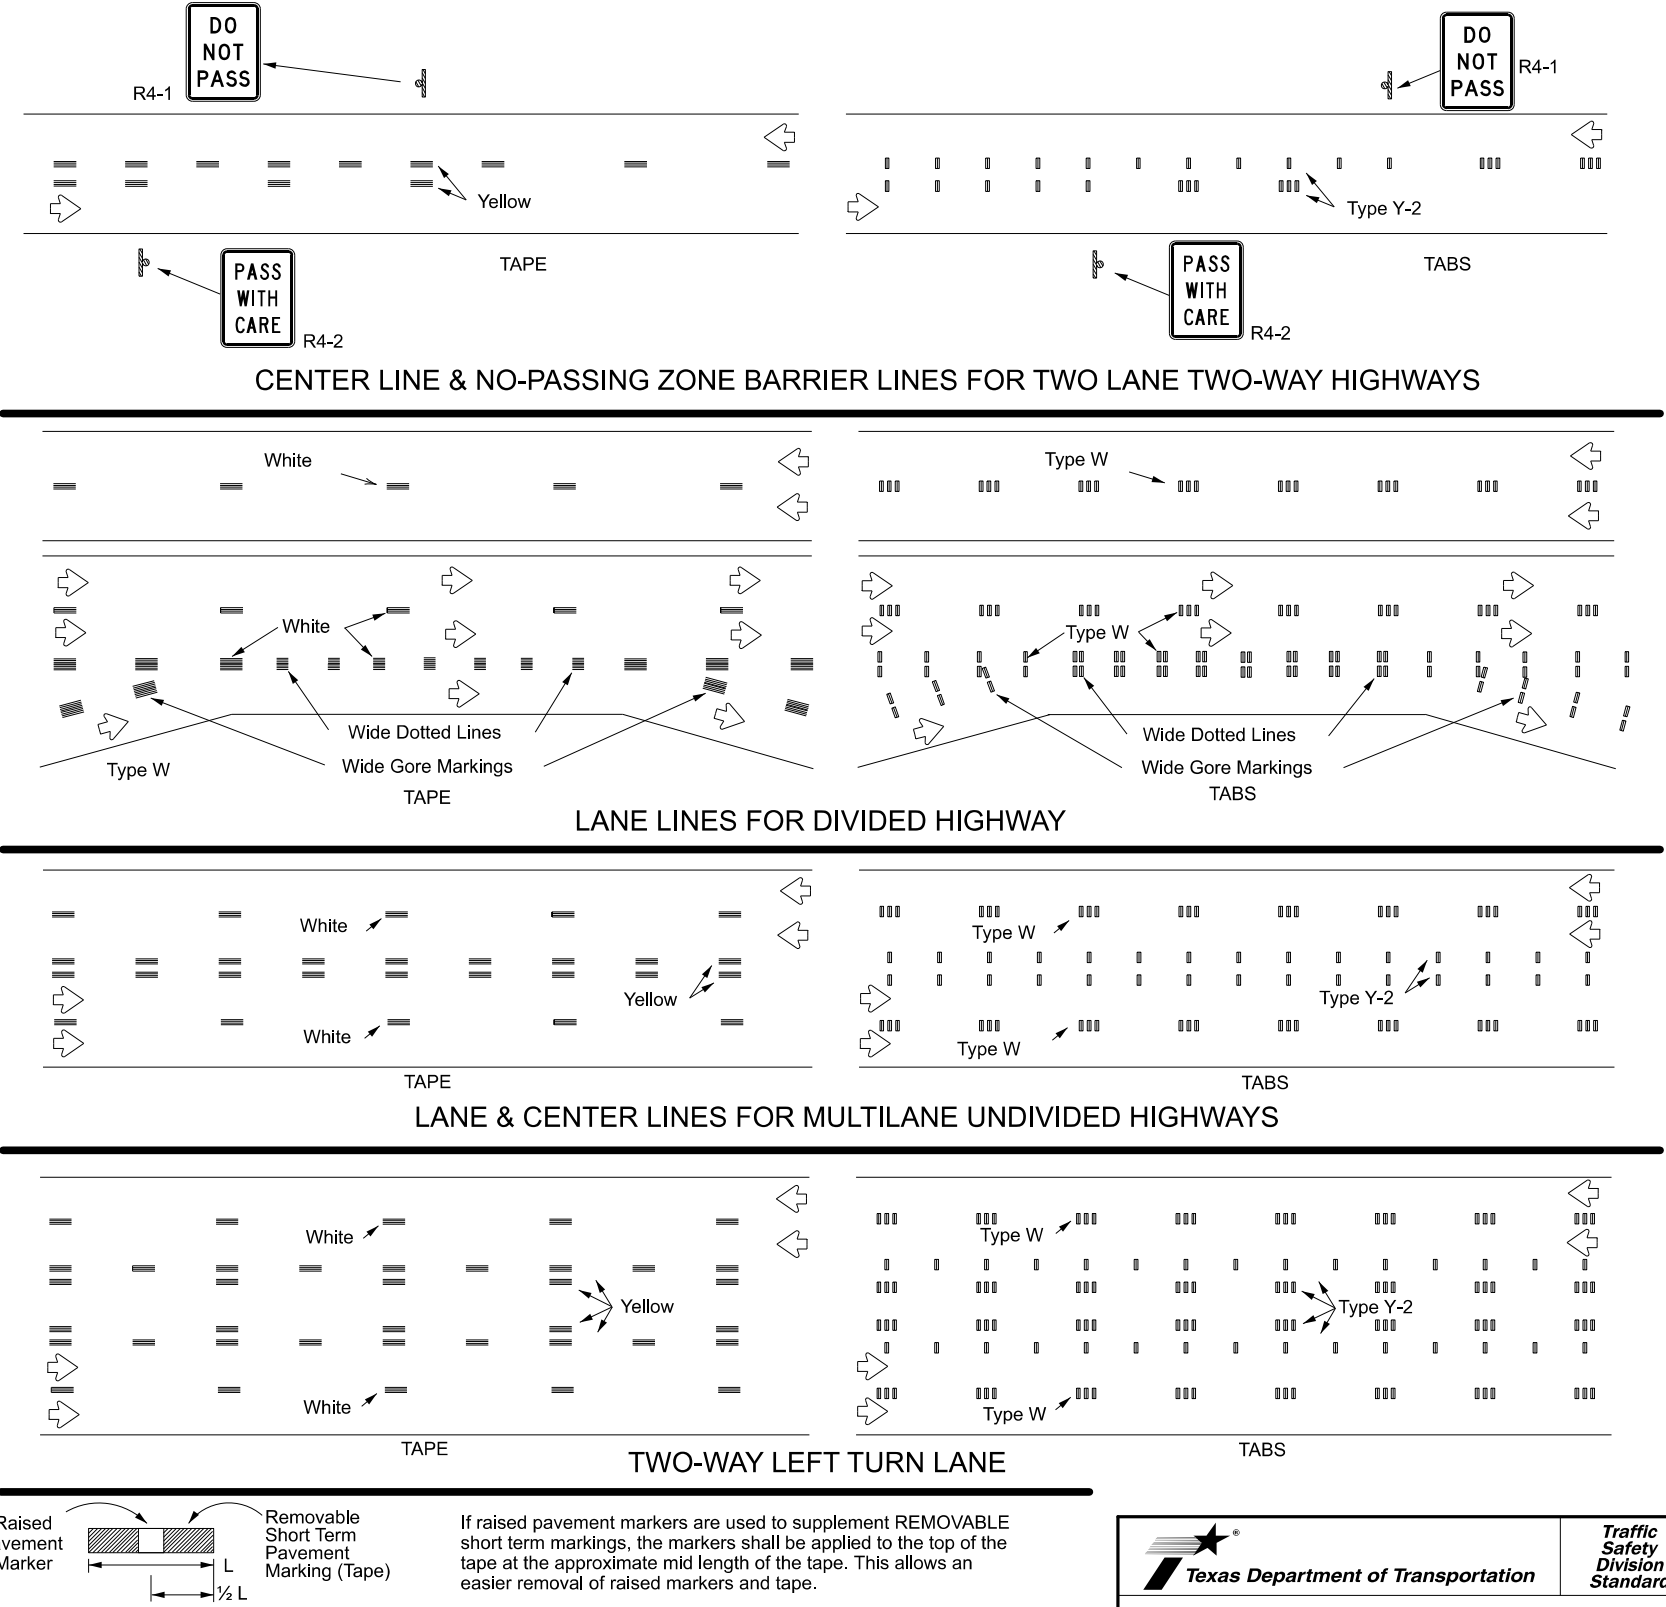 DO
NOT
PASS
R4-1
DO
NOT
PASS
R4-1
Yellow
Type Y-2
PASS
WITH
CARE
R4-2
TAPE
PASS
WITH
CARE
R4-2
TABS
CENTER LINE & NO-PASSING ZONE BARRIER LINES FOR TWO LANE TWO-WAY HIGHWAYS
White
Type W
White
Type W
Wide Dotted Lines
Wide Dotted Lines
Type W
Wide Gore Markings
Wide Gore Markings
TAPE
TABS
LANE LINES FOR DIVIDED HIGHWAY
White
Type W
Yellow
Type Y-2
White
Type W
TAPE
TABS
LANE & CENTER LINES FOR MULTILANE UNDIVIDED HIGHWAYS
White
Type W
Yellow
Type Y-2
White
Type W
TAPE
TABS
TWO-WAY LEFT TURN LANE
Raised
Pavement
Marker
L
½ L
Removable
Short Term
Pavement
Marking (Tape)
If raised pavement markers are used to supplement REMOVABLE
short term markings, the markers shall be applied to the top of the
tape at the approximate mid length of the tape. This allows an
easier removal of raised markers and tape.
®
Texas Department of Transportation
Traffic
Safety
Division
Standard